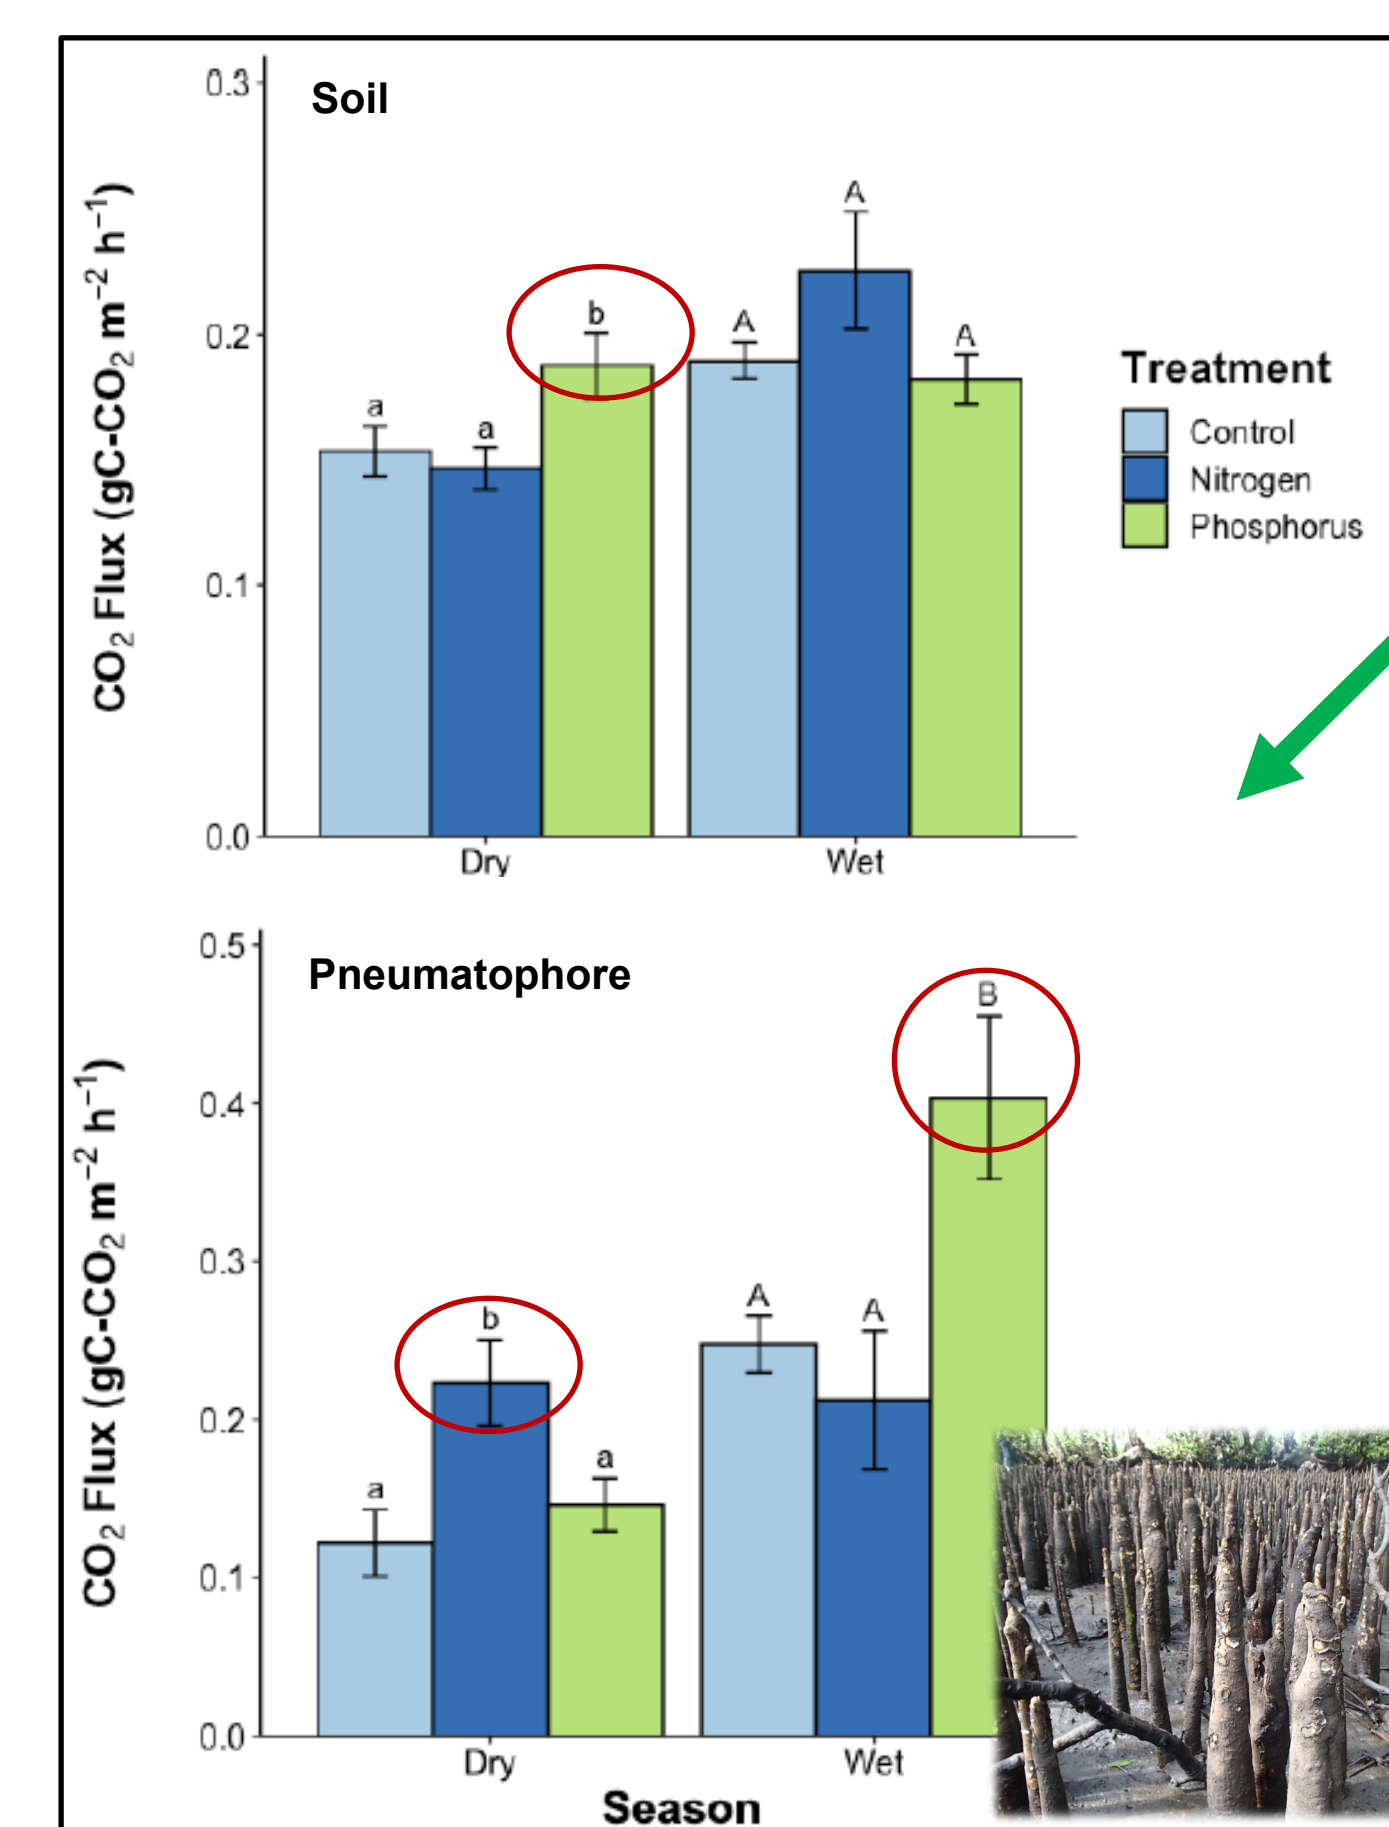 Soil
CO₂ Flux (gC-CO₂ m⁻² h⁻¹)
0.3
0.2
0.1
0.0
a
a
b
A
A
A
Dry
Wet
Treatment
Control
Nitrogen
Phosphorus
Pneumatophore
CO₂ Flux (gC-CO₂ m⁻² h⁻¹)
0.5
0.4
0.3
0.2
0.1
0.0
a
b
a
A
A
B
Dry
Wet
Season